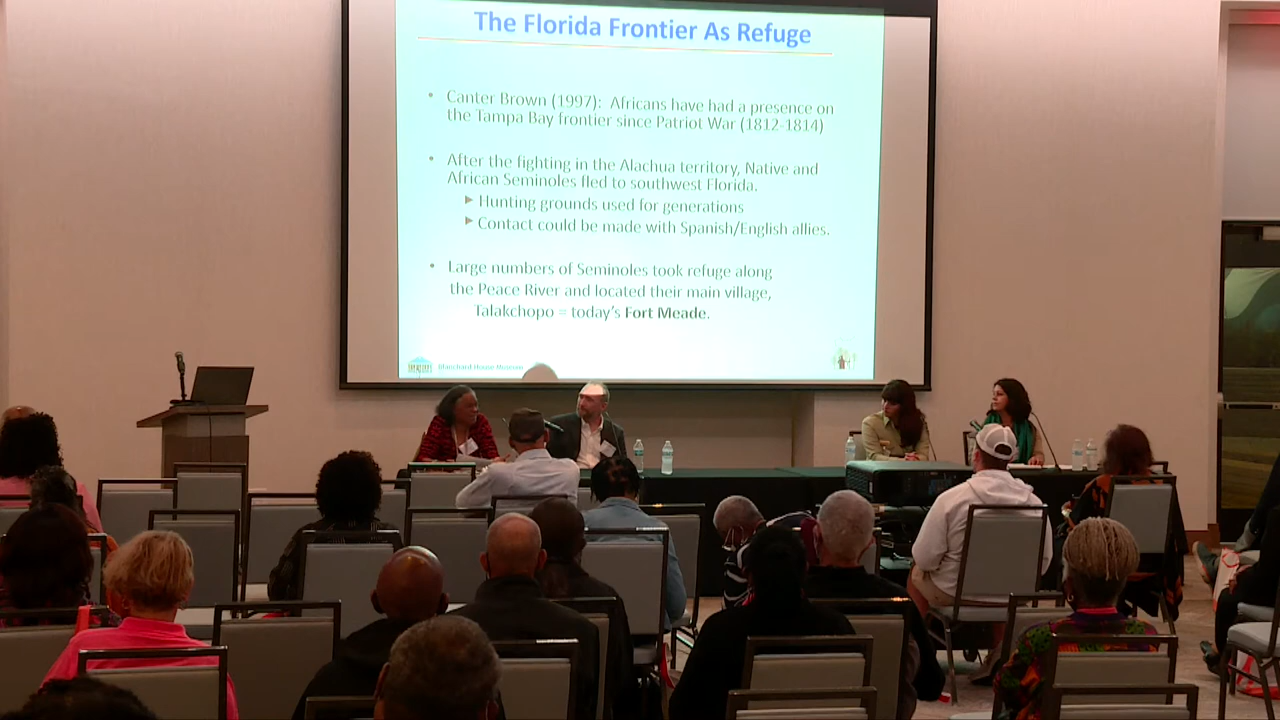 The Florida Frontier As Refuge
• Canter Brown (1997): Africans have had a presence on
the Tampa Bay frontier since Patriot War (1812-1814)
• After the fighting in the Alachua territory, Native and
African Seminoles fled to southwest Florida.
► Hunting grounds used for generations
► Contact could be made with Spanish/English allies.
• Large numbers of Seminoles took refuge along
the Peace River and located their main village,
Talakchopo = today's Fort Meade.
Blanchard House Museum